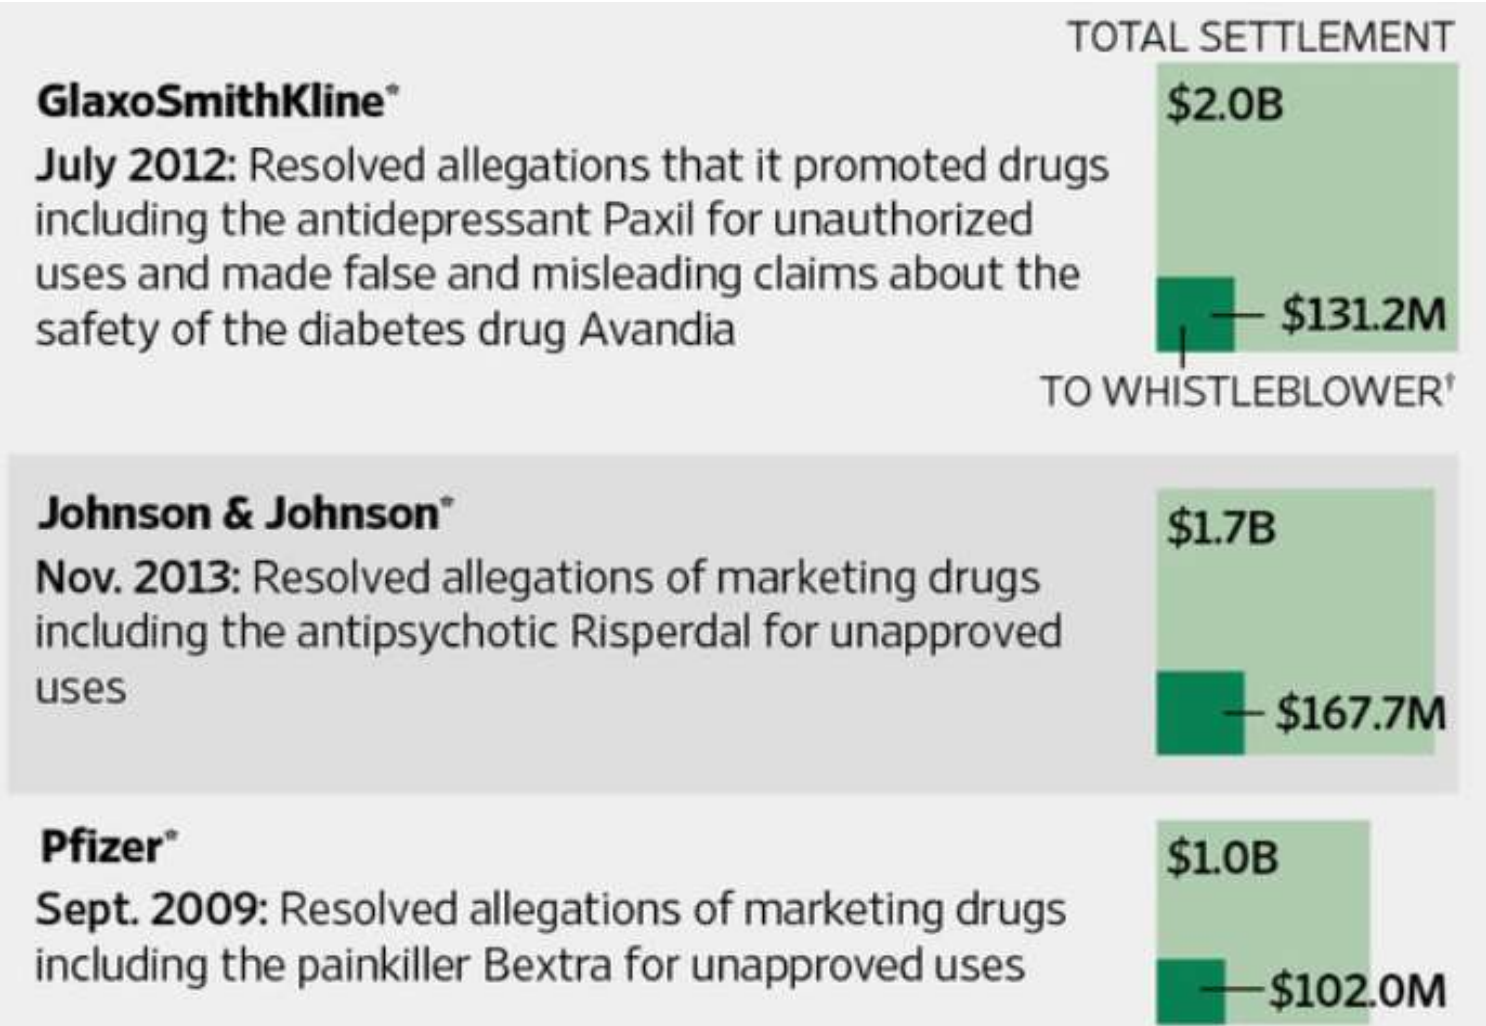 TOTAL SETTLEMENT
GlaxoSmithKline*
$2.0B
July 2012: Resolved allegations that it promoted drugs
including the antidepressant Paxil for unauthorized
uses and made false and misleading claims about the
safety of the diabetes drug Avandia
$131.2M
TO WHISTLEBLOWER†
Johnson & Johnson*
$1.7B
Nov. 2013: Resolved allegations of marketing drugs
including the antipsychotic Risperdal for unapproved
uses
$167.7M
Pfizer*
$1.0B
Sept. 2009: Resolved allegations of marketing drugs
including the painkiller Bextra for unapproved uses
$102.0M